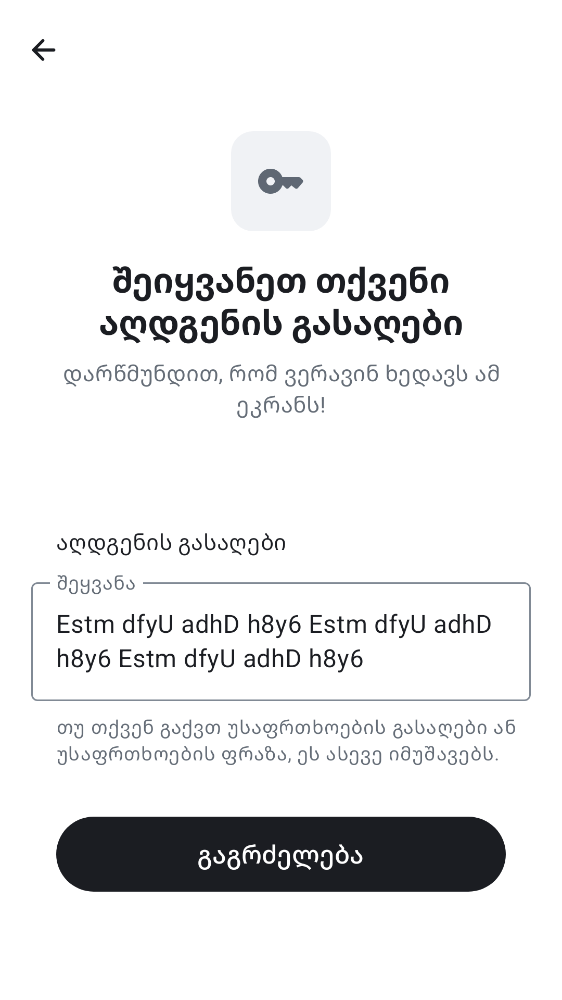 შეიყვანეთ თქვენი
აღდგენის გასაღები
დარწმუნდით, რომ ვერავინ ხედავს ამ
ეკრანს!
აღდგენის გასაღები
შეყვანა
Estm dfyU adhD h8y6 Estm dfyU adhD
h8y6 Estm dfyU adhD h8y6
თუ თქვენ გაქვთ უსაფრთხოების გასაღები ან
უსაფრთხოების ფრაზა, ეს ასევე იმუშავებს.
გაგრძელება